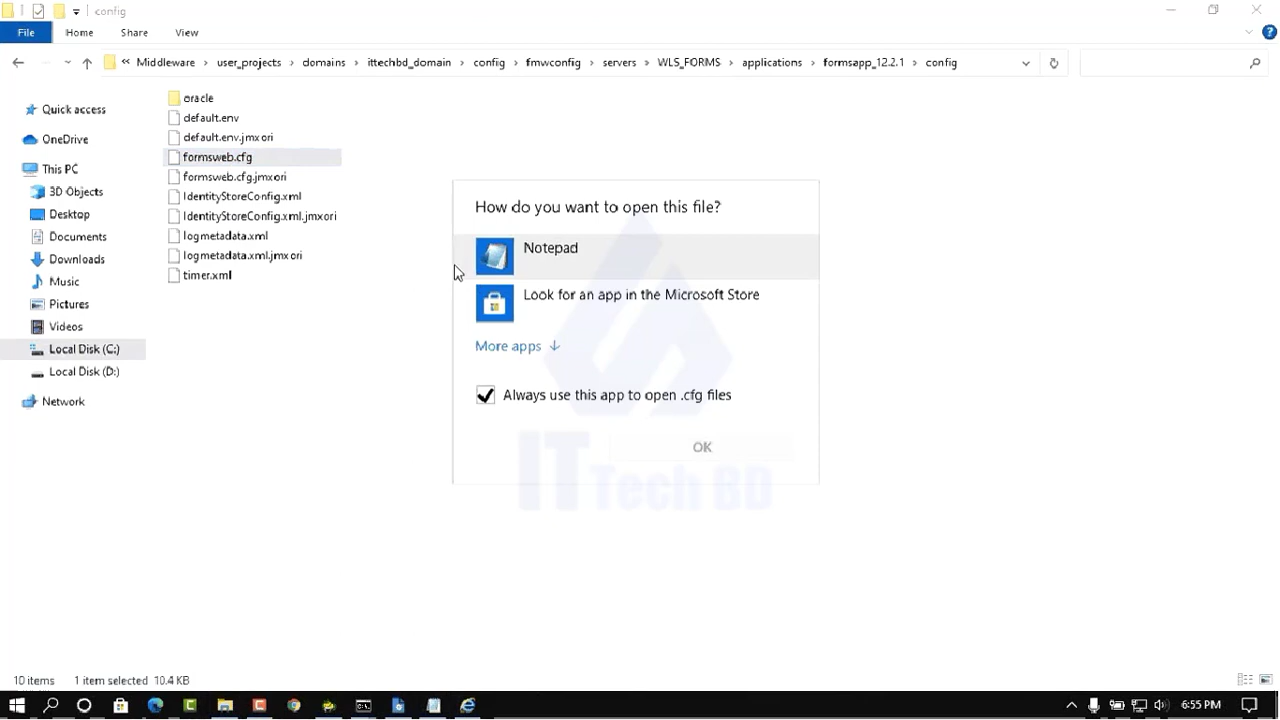 config
File Home Share View
Middleware user_projects domains ittechbd_domain config fmwconfig servers WLS_FORMS applications formsapp_12.2.1 config
Quick access
OneDrive
This PC
3D Objects
Desktop
Documents
Downloads
Music
Pictures
Videos
Local Disk (C:)
Local Disk (D:)
Network
oracle
default.env
default.env.jmxori
formsweb.cfg
formsweb.cfg.jmxori
IdentityStoreConfig.xml
IdentityStoreConfig.xml.jmxori
logmetadata.xml
logmetadata.xml.jmxori
timer.xml
How do you want to open this file?
Notepad
Look for an app in the Microsoft Store
More apps
Always use this app to open .cfg files
OK
IT Tech BD
10 items 1 item selected 10.4 KB
6:55 PM